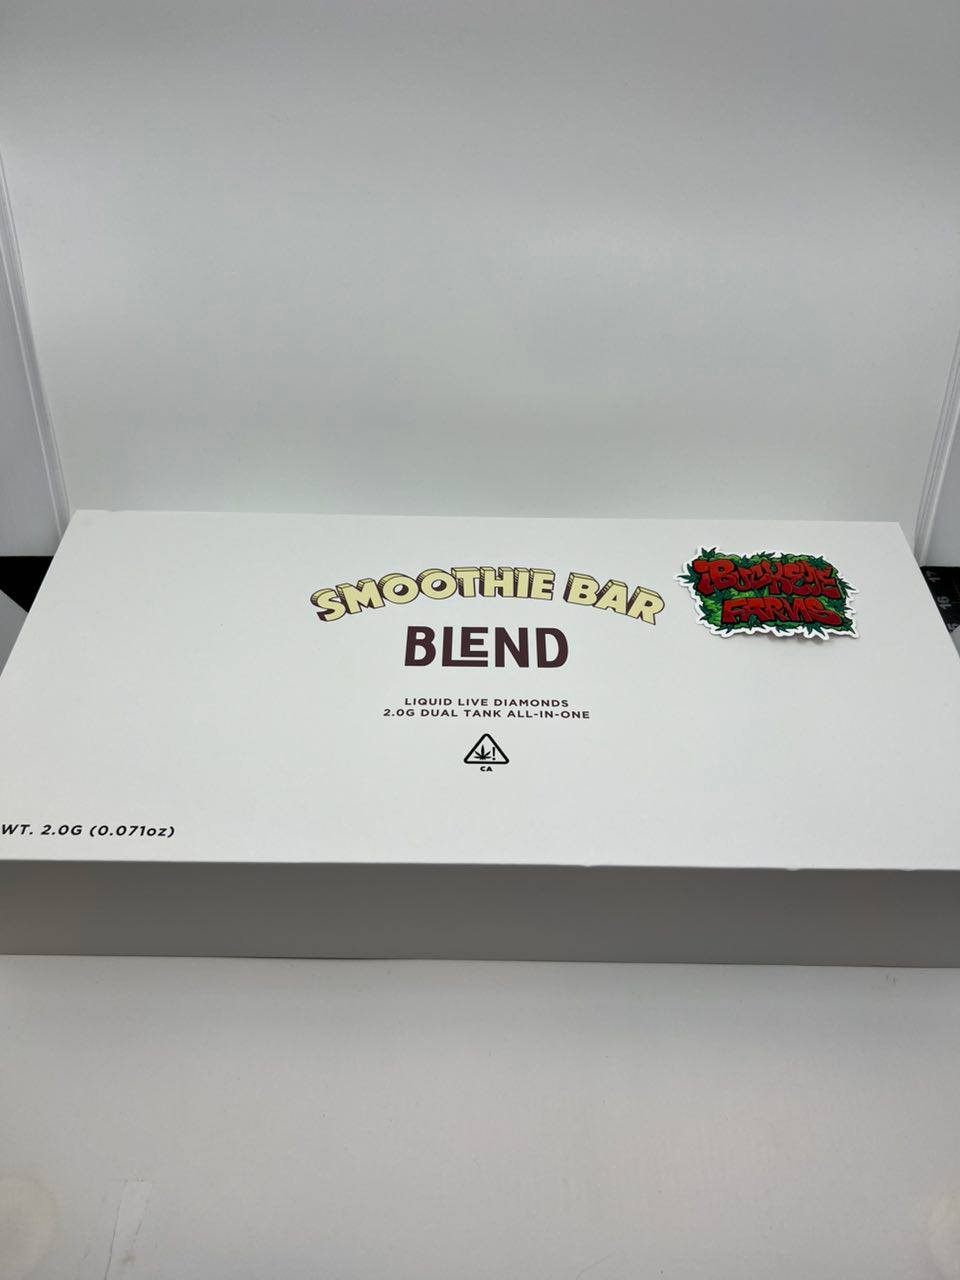 SMOOTHIE BAR
BLEND
LIQUID LIVE DIAMONDS
2.0G DUAL TANK ALL-IN-ONE
CA
WT. 2.0G (0.071oz)
FARMS